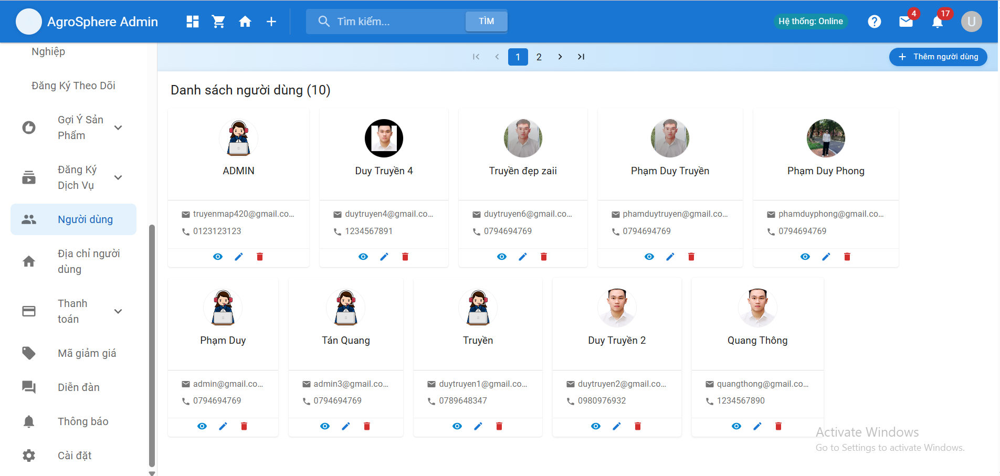 AgroSphere Admin
Tìm kiếm...
TÌM
Hệ thống: Online
4
17
U
Nghiệp
Đăng Ký Theo Dõi
Gợi Ý Sản
Phẩm
Đăng Ký
Dịch Vụ
Người dùng
Địa chỉ người
dùng
Thanh
toán
Mã giảm giá
Diễn đàn
Thông báo
Cài đặt
1
2
Thêm người dùng
Danh sách người dùng (10)
ADMIN
truyenmap420@gmail.co...
0123123123
Duy Truyền 4
duytruyen4@gmail.co...
1234567891
Truyền đẹp zaii
duytruyen6@gmail.co...
0794694769
Phạm Duy Truyền
phamduytruyen@gmail.co...
0794694769
Phạm Duy Phong
phamduyphong@gmail.co...
0794694769
Phạm Duy
admin@gmail.co...
0794694769
Tán Quang
admin3@gmail.co...
0794694769
Truyền
duytruyen1@gmail.co...
0789648347
Duy Truyền 2
duytruyen2@gmail.co...
0980976932
Quang Thông
quangthong@gmail.co...
1234567890
Activate Windows
Go to Settings to activate Windows.